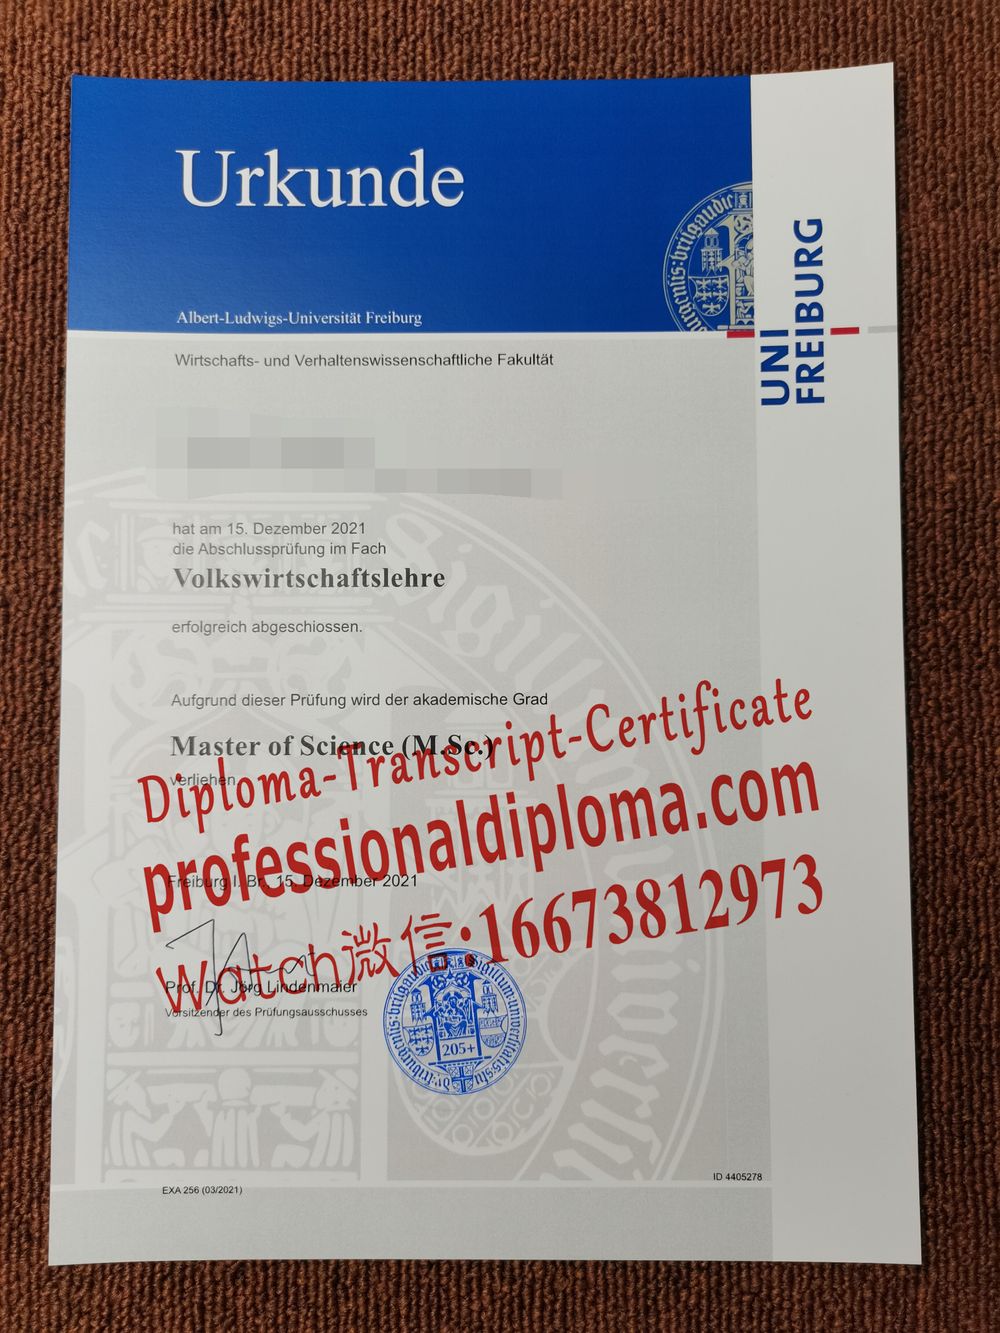 Urkunde
Albert-Ludwigs-Universität Freiburg
UNI
FREIBURG
Wirtschafts- und Verhaltenswissenschaftliche Fakultät
hat am 15. Dezember 2021
die Abschlussprüfung im Fach
Volkswirtschaftslehre
erfolgreich abgeschiossen.
Aufgrund dieser Prüfung wird der akademische Grad
Master of Science (M.Sc.)
verliehen.
Diploma-Transcript-Certificate
professionaldiploma.com
Freiburg I. Br., 15. Dezember 2021
Watch微信:16673812973
Prof. Dr. Jörg Lindenmaier
Vorsitzender des Prüfungsausschusses
205+
ID 4405278
EXA 256 (03/2021)